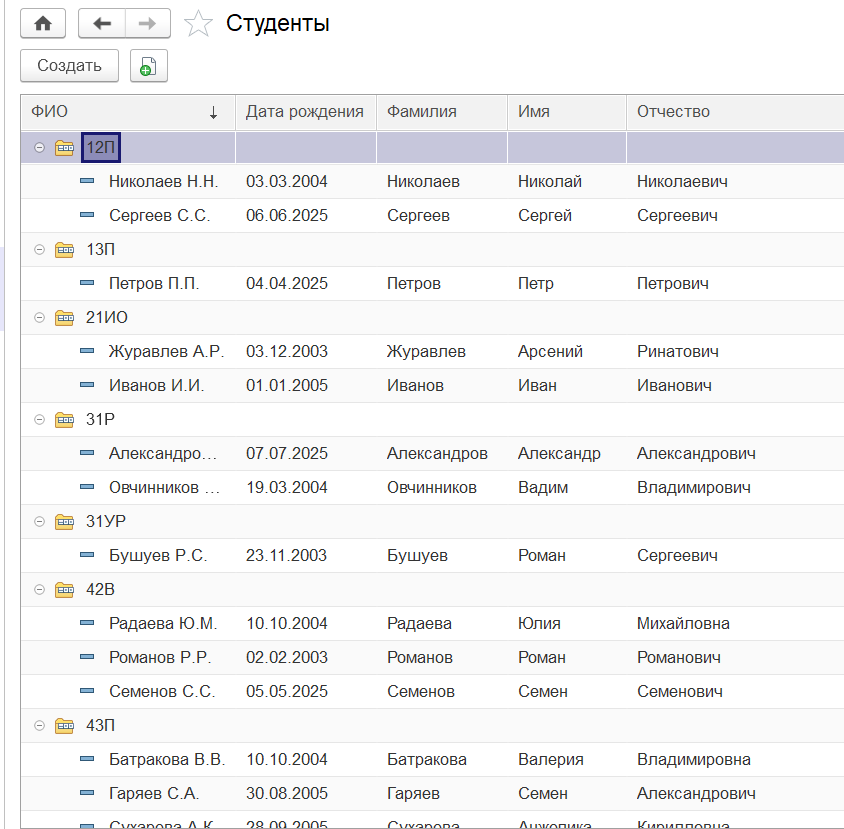 Студенты
Создать
ФИО ↓ Дата рождения Фамилия Имя Отчество
12П
Николаев Н.Н. 03.03.2004 Николаев Николай Николаевич
Сергеев С.С. 06.06.2025 Сергеев Сергей Сергеевич
13П
Петров П.П. 04.04.2025 Петров Петр Петрович
21ИО
Журавлев А.Р. 03.12.2003 Журавлев Арсений Ринатович
Иванов И.И. 01.01.2005 Иванов Иван Иванович
31Р
Александро... 07.07.2025 Александров Александр Александрович
Овчинников ... 19.03.2004 Овчинников Вадим Владимирович
31УР
Бушуев Р.С. 23.11.2003 Бушуев Роман Сергеевич
42В
Радаева Ю.М. 10.10.2004 Радаева Юлия Михайловна
Романов Р.Р. 02.02.2003 Романов Роман Романович
Семенов С.С. 05.05.2025 Семенов Семен Семенович
43П
Батракова В.В. 10.10.2004 Батракова Валерия Владимировна
Гаряев С.А. 30.08.2005 Гаряев Семен Александрович
Сухарова А.К. 28.09.2005 Сухарова Анжелика Кирилловна